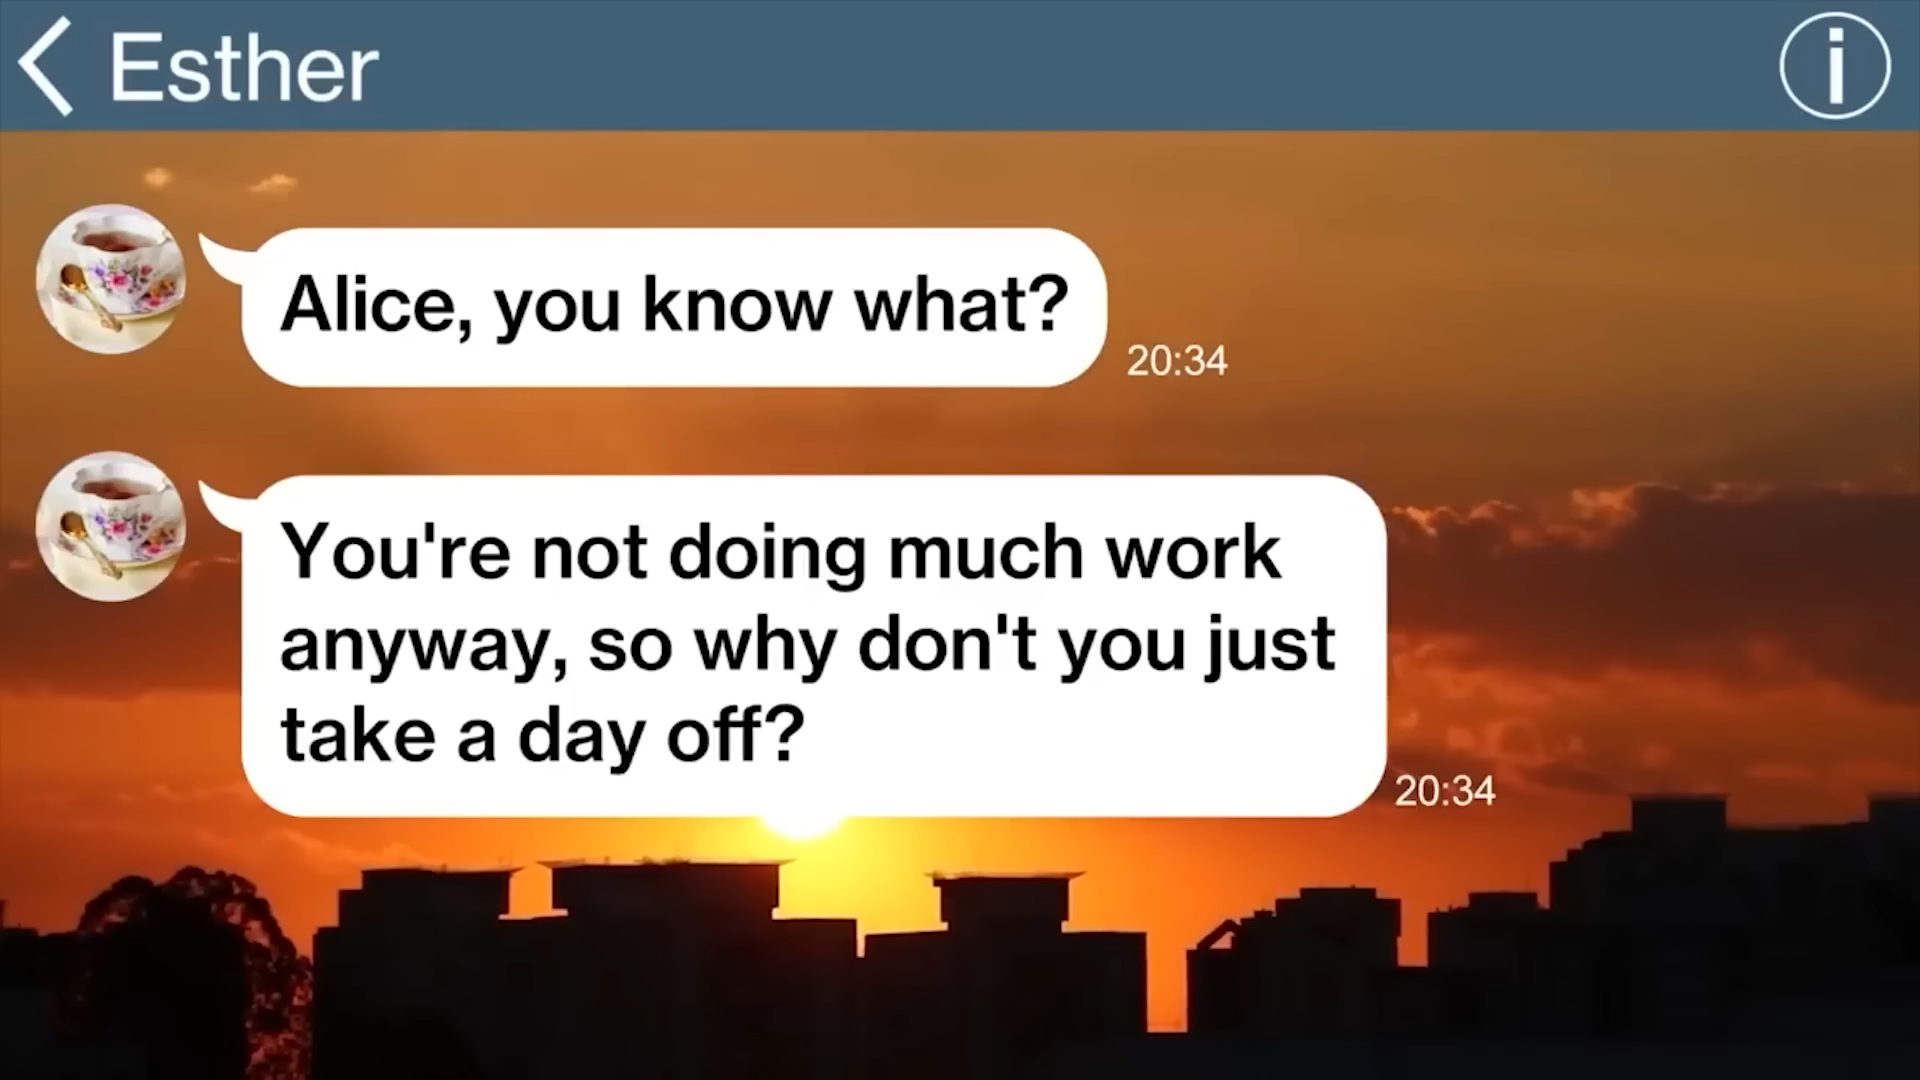 Esther
Alice, you know what?
20:34
You're not doing much work
anyway, so why don't you just
take a day off?
20:34